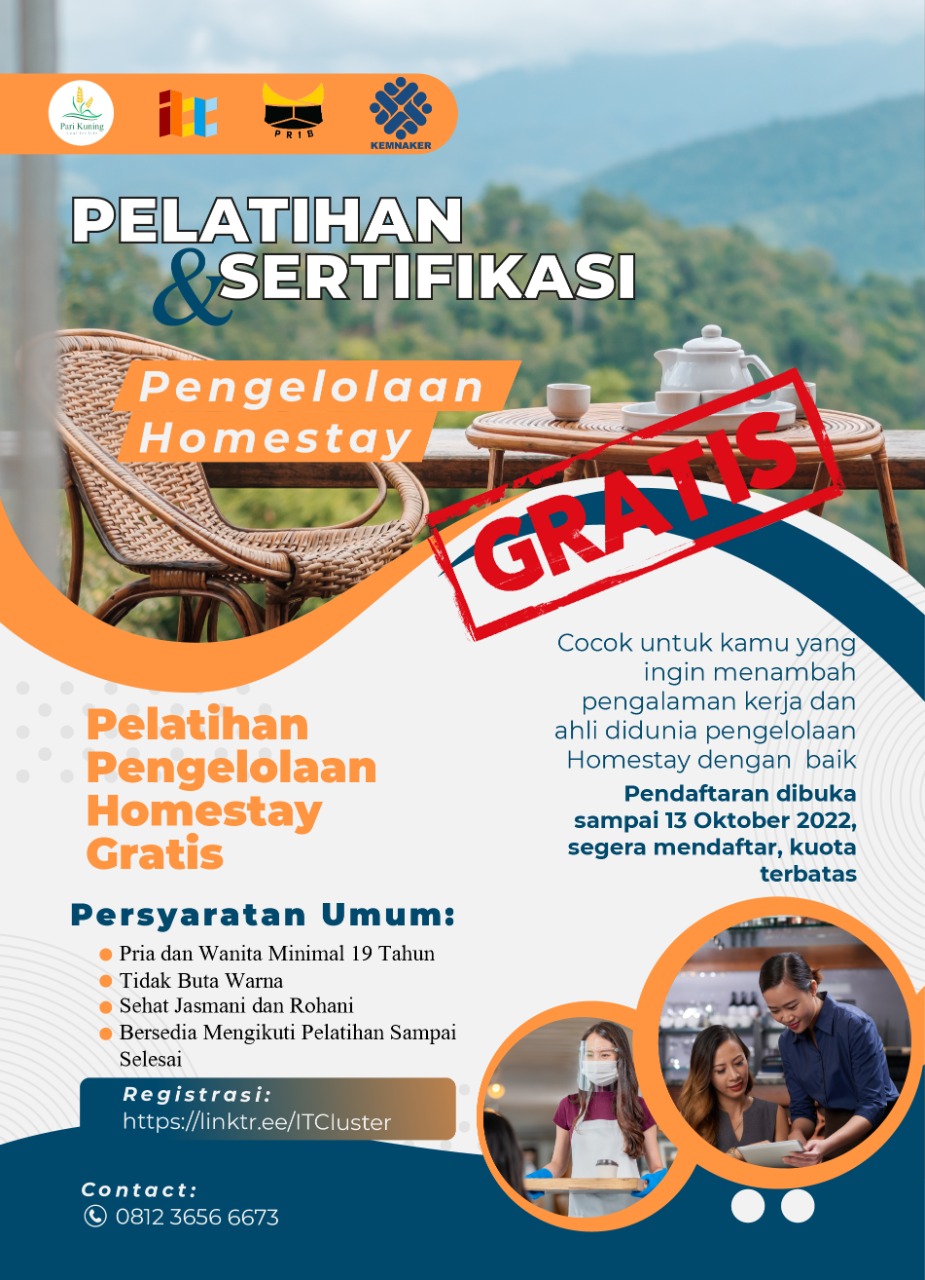 Pari Kuning
itc
PRIB
KEMNAKER
PELATIHAN
&SERTIFIKASI
Pengelolaan
Homestay
GRATIS
Cocok untuk kamu yang
ingin menambah
pengalaman kerja dan
ahli didunia pengelolaan
Homestay dengan baik
Pendaftaran dibuka
sampai 13 Oktober 2022,
segera mendaftar, kuota
terbatas
Pelatihan
Pengelolaan
Homestay
Gratis
Persyaratan Umum:
Pria dan Wanita Minimal 19 Tahun
Tidak Buta Warna
Sehat Jasmani dan Rohani
Bersedia Mengikuti Pelatihan Sampai
Selesai
Registrasi:
https://linktr.ee/ITCluster
Contact:
0812 3656 6673